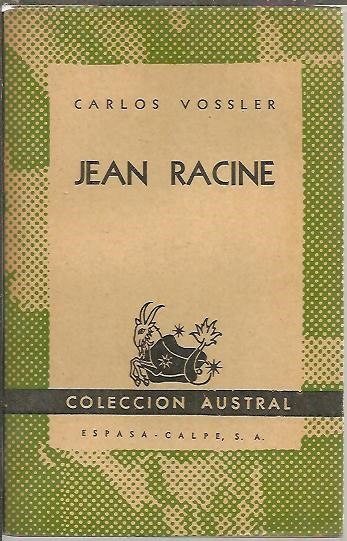 CARLOS VOSSLER
JEAN RACINE
COLECCION AUSTRAL
ESPASA-CALPE, S. A.